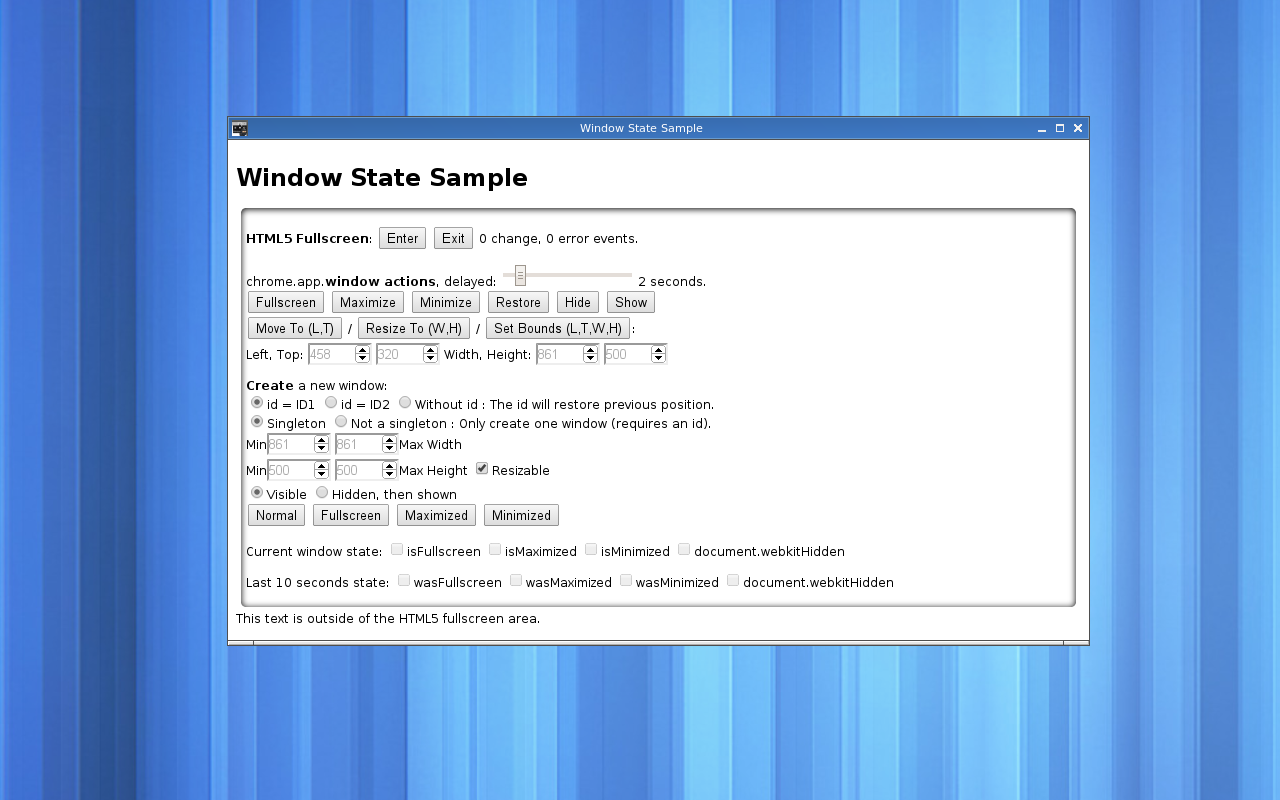 Window State Sample
Window State Sample
HTML5 Fullscreen: Enter Exit 0 change, 0 error events.
chrome.app.window actions, delayed: 2 seconds.
Fullscreen Maximize Minimize Restore Hide Show
Move To (L,T) / Resize To (W,H) / Set Bounds (L,T,W,H) :
Left, Top: 458 320 Width, Height: 861 500
Create a new window:
id = ID1 id = ID2 Without id : The id will restore previous position.
Singleton Not a singleton : Only create one window (requires an id).
Min 861 861 Max Width
Min 500 500 Max Height Resizable
Visible Hidden, then shown
Normal Fullscreen Maximized Minimized
Current window state: isFullscreen isMaximized isMinimized document.webkitHidden
Last 10 seconds state: wasFullscreen wasMaximized wasMinimized document.webkitHidden
This text is outside of the HTML5 fullscreen area.